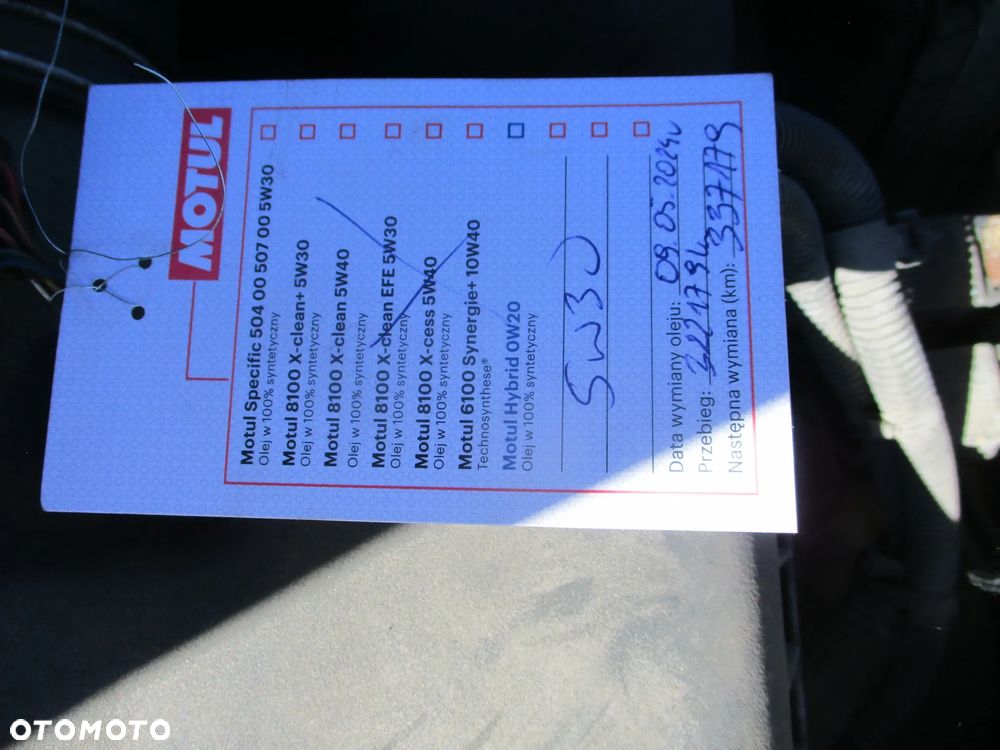 MOTUL
Motul Specific 504 00 507 00 5W30
Olej w 100% syntetyczny
Motul 8100 X-clean+ 5W30
Olej w 100% syntetyczny
Motul 8100 X-clean 5W40
Olej w 100% syntetyczny
Motul 8100 X-clean EFE 5W30
Olej w 100% syntetyczny
Motul 8100 X-cess 5W40
Olej w 100% syntetyczny
Motul 6100 Synergie+ 10W40
Technosynthese®
Motul Hybrid 0W20
Olej w 100% syntetyczny
5W30
Data wymiany oleju: 09.05.2024r
Przebieg:
Następna wymiana (km): 337179
OTOMOTO